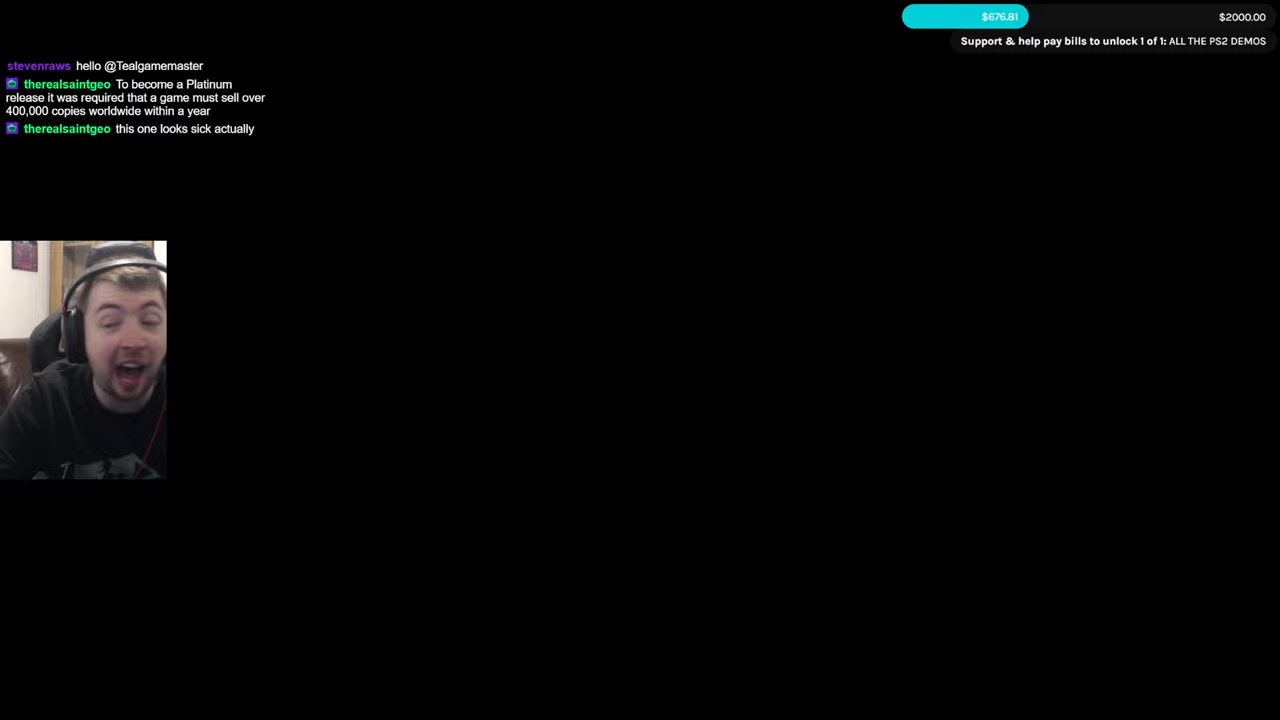 $676.81
$2000.00
Support & help pay bills to unlock 1 of 1: ALL THE PS2 DEMOS
stevenraws hello @Tealgamemaster
therealsaintgeo To become a Platinum
release it was required that a game must sell over
400,000 copies worldwide within a year
therealsaintgeo this one looks sick actually